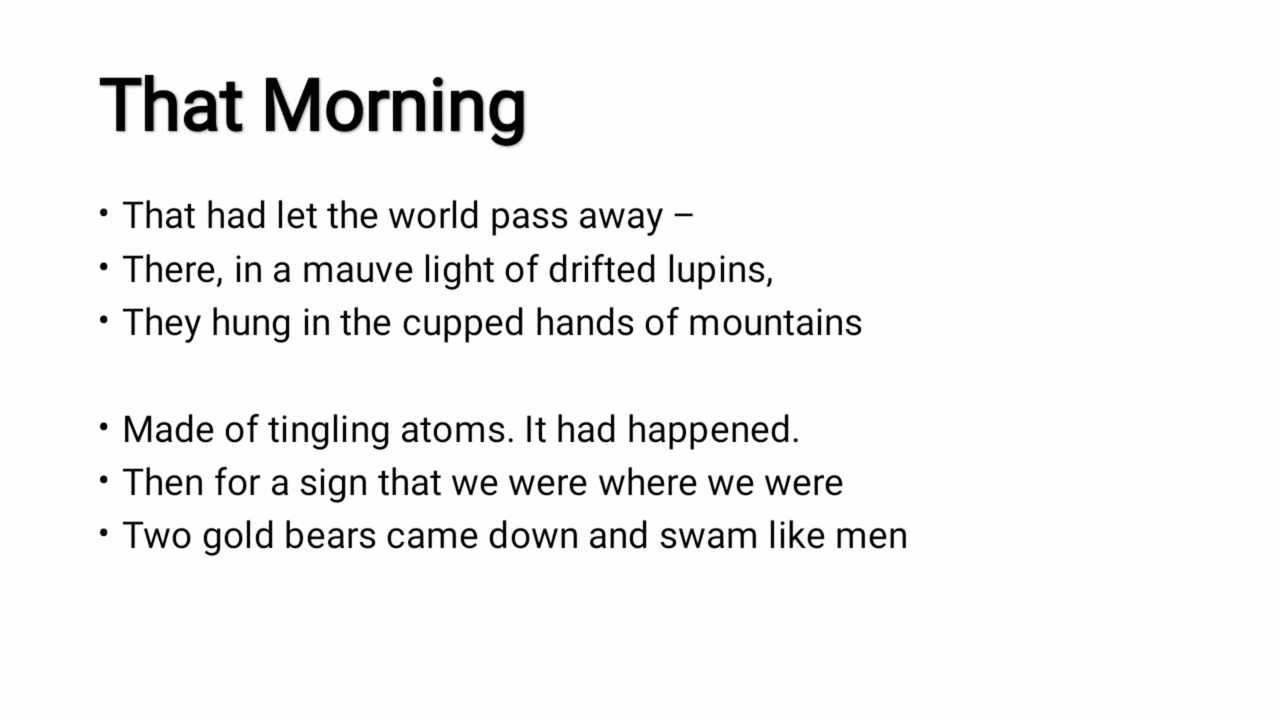 That Morning
• That had let the world pass away –
• There, in a mauve light of drifted lupins,
• They hung in the cupped hands of mountains
• Made of tingling atoms. It had happened.
• Then for a sign that we were where we were
• Two gold bears came down and swam like men